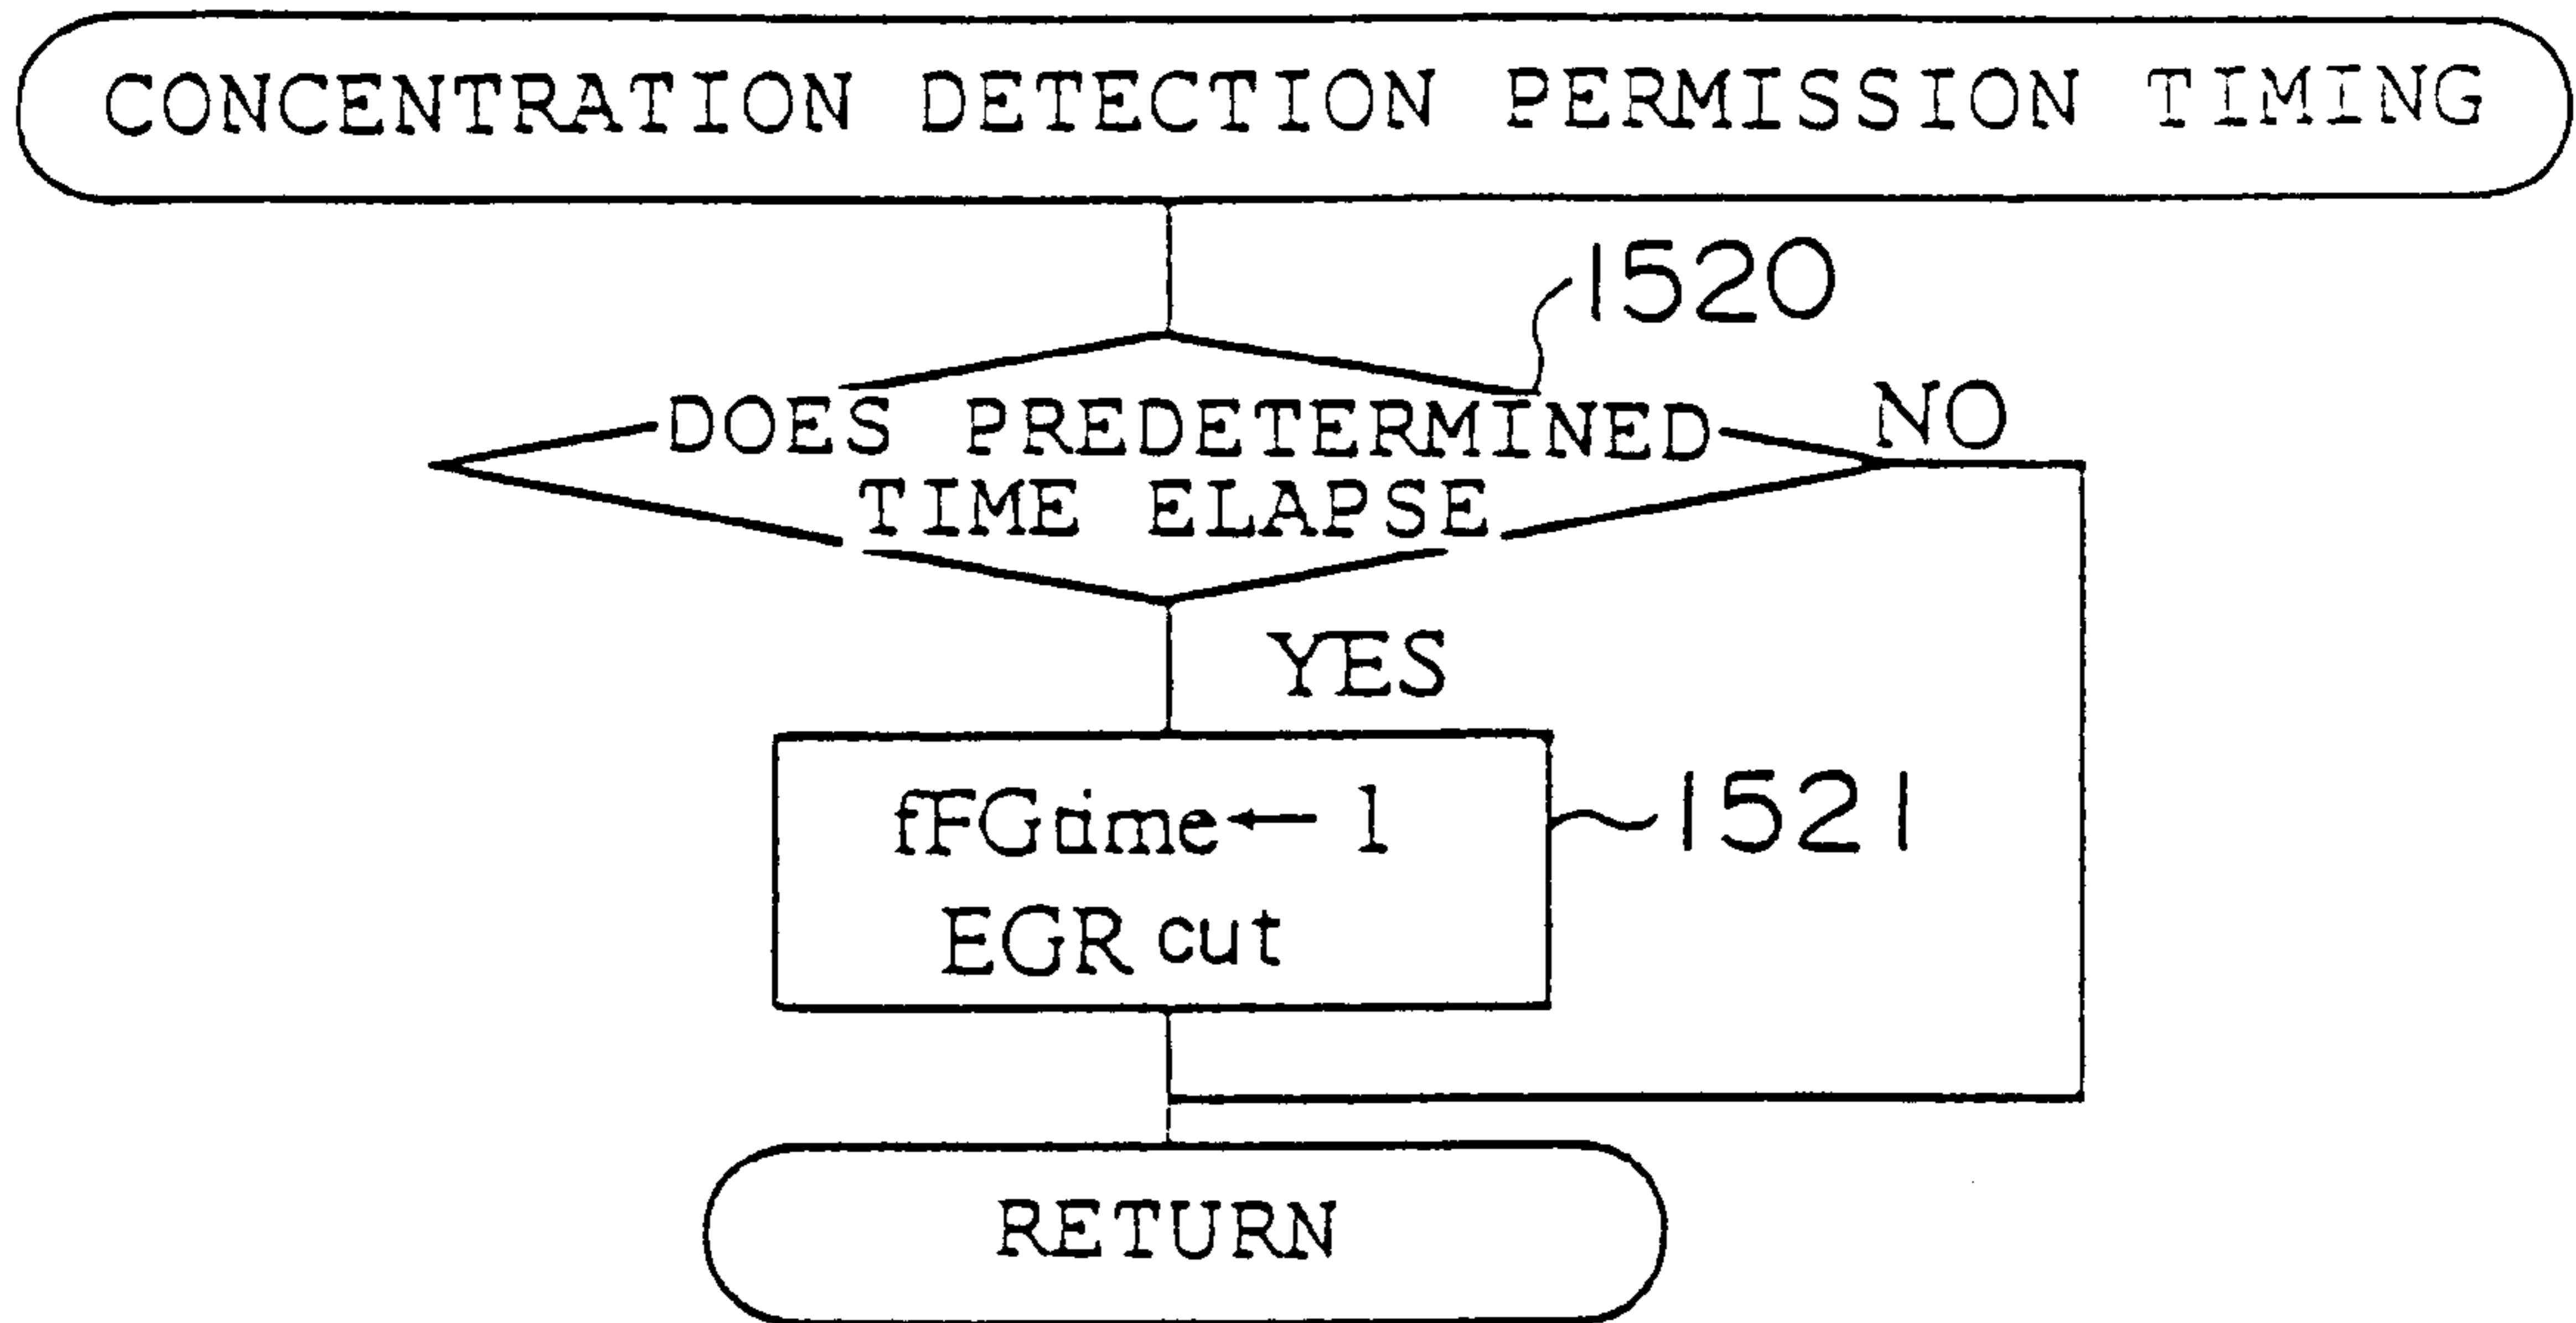 CONCENTRATION DETECTION PERMISSION TIMING
1520
DOES PREDETERMINED
TIME ELAPSE
NO
YES
fFGtime← 1
EGR cut
1521
RETURN